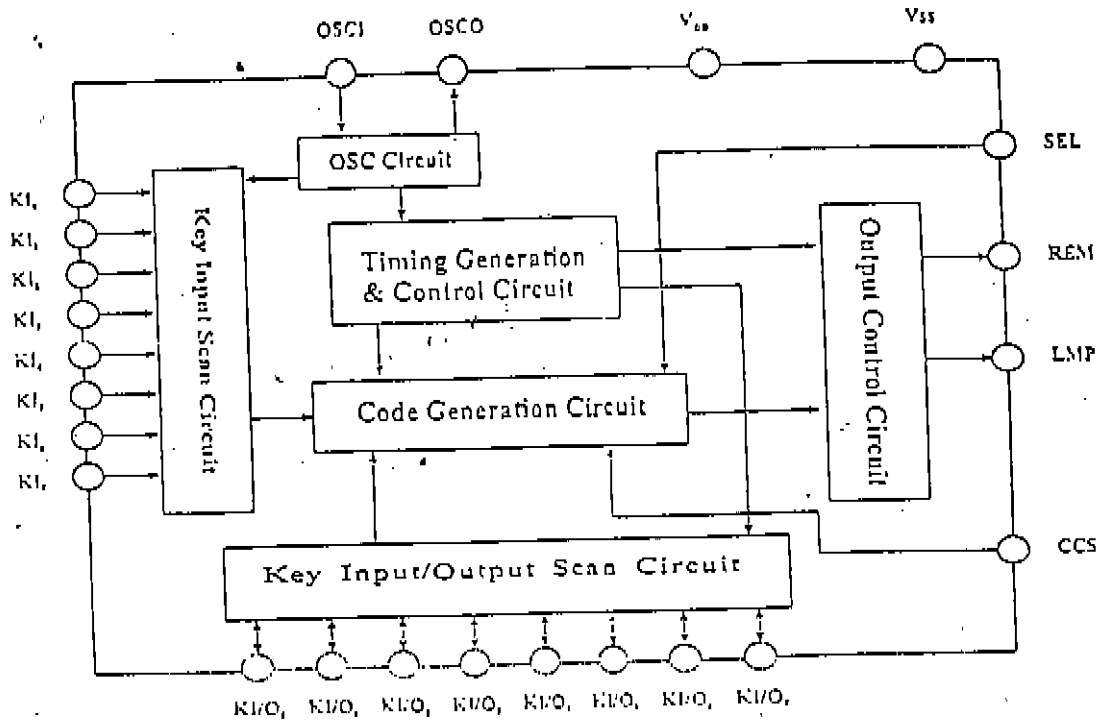 OSCI OSCO V V
SS
SEL
OSC Circuit
KI
KI
KI
KI
KI
KI
KI
KI
Key Input Scan Circuit
Timing Generation
& Control Circuit
Output Control Circuit
REM
LMP
Code Generation Circuit
CCS
Key Input/Output Scan Circuit
KI/O KI/O KI/O KI/O KI/O KI/O KI/O KI/O